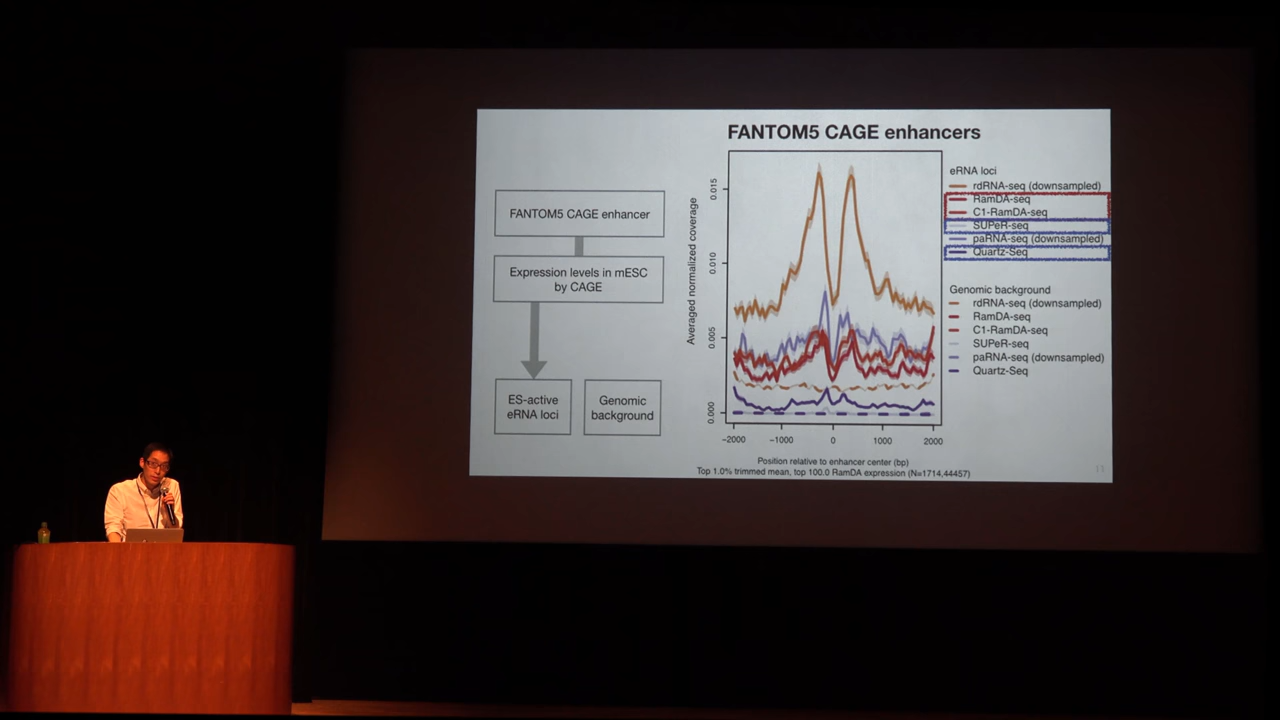 FANTOM5 CAGE enhancers
FANTOM5 CAGE enhancer
Expression levels in mESC
by CAGE
ES-active
eRNA loci
Genomic
background
Averaged normalized coverage
0.015
0.010
0.005
0.000
−2000
−1000
0
1000
2000
Position relative to enhancer center (bp)
Top 1.0% trimmed mean, top 100.0 RamDA expression (N=1714,44457)
eRNA loci
rdRNA-seq (downsampled)
RamDA-seq
C1-RamDA-seq
SUPeR-seq
paRNA-seq (downsampled)
Quartz-Seq
Genomic background
rdRNA-seq (downsampled)
RamDA-seq
C1-RamDA-seq
SUPeR-seq
paRNA-seq (downsampled)
Quartz-Seq
11